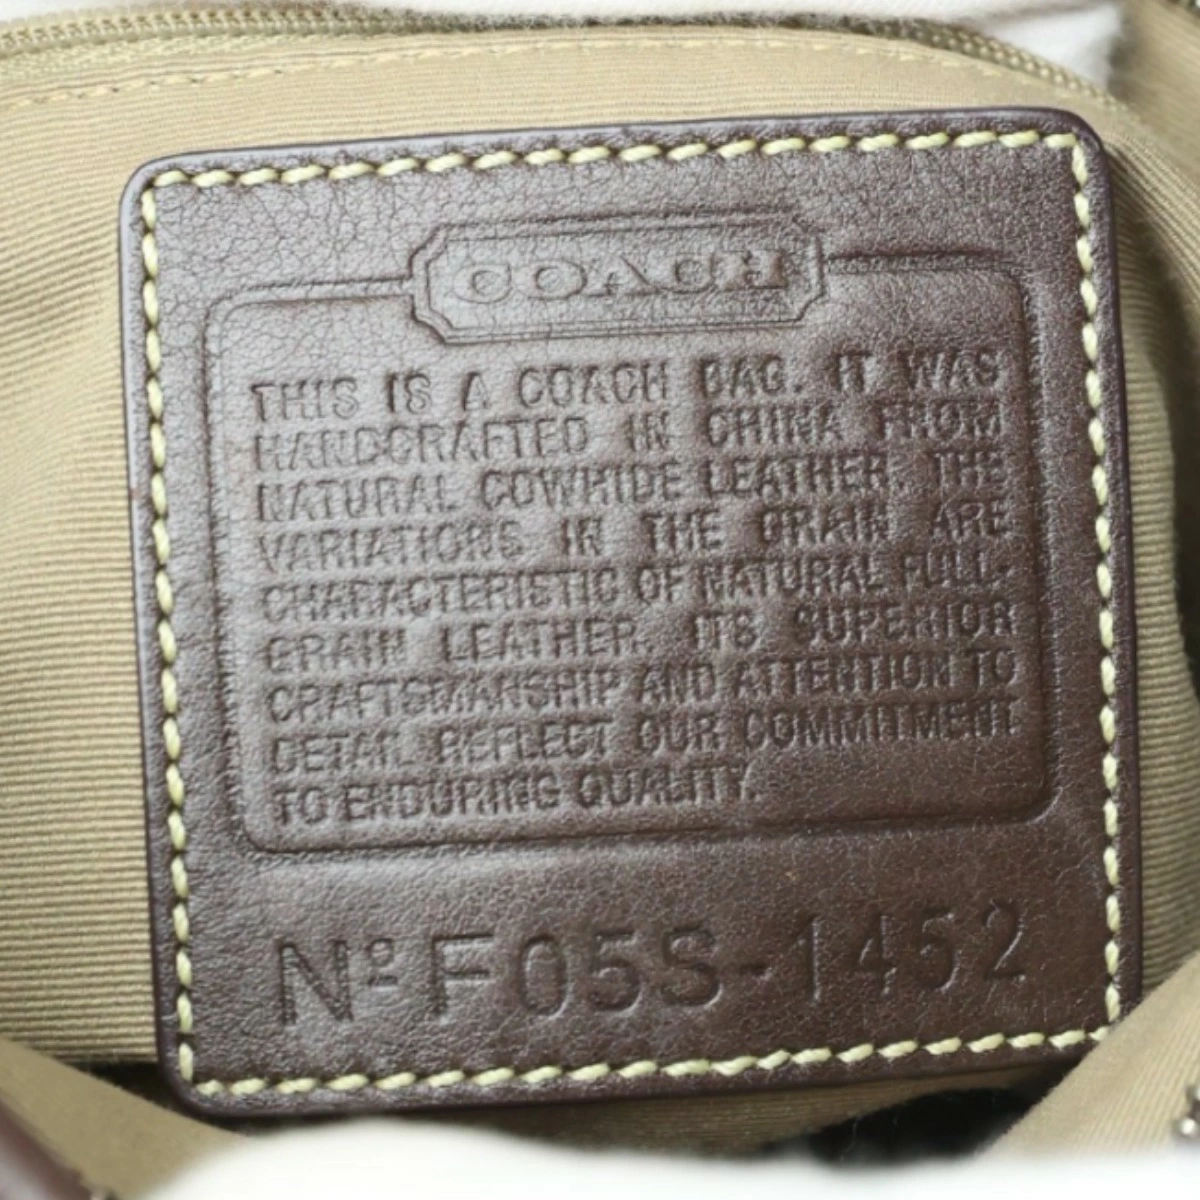 THIS IS A COACH BAG. IT WAS
HANDCRAFTED IN CHINA FROM
NATURAL COWHIDE LEATHER. THE
VARIATIONS IN THE GRAIN ARE
CHARACTERISTIC OF NATURAL FULL-
GRAIN LEATHER. ITS SUPERIOR
CRAFTSMANSHIP AND ATTENTION TO
DETAIL REFLECT OUR COMMITMENT
TO ENDURING QUALITY.
Nº F05S-1452